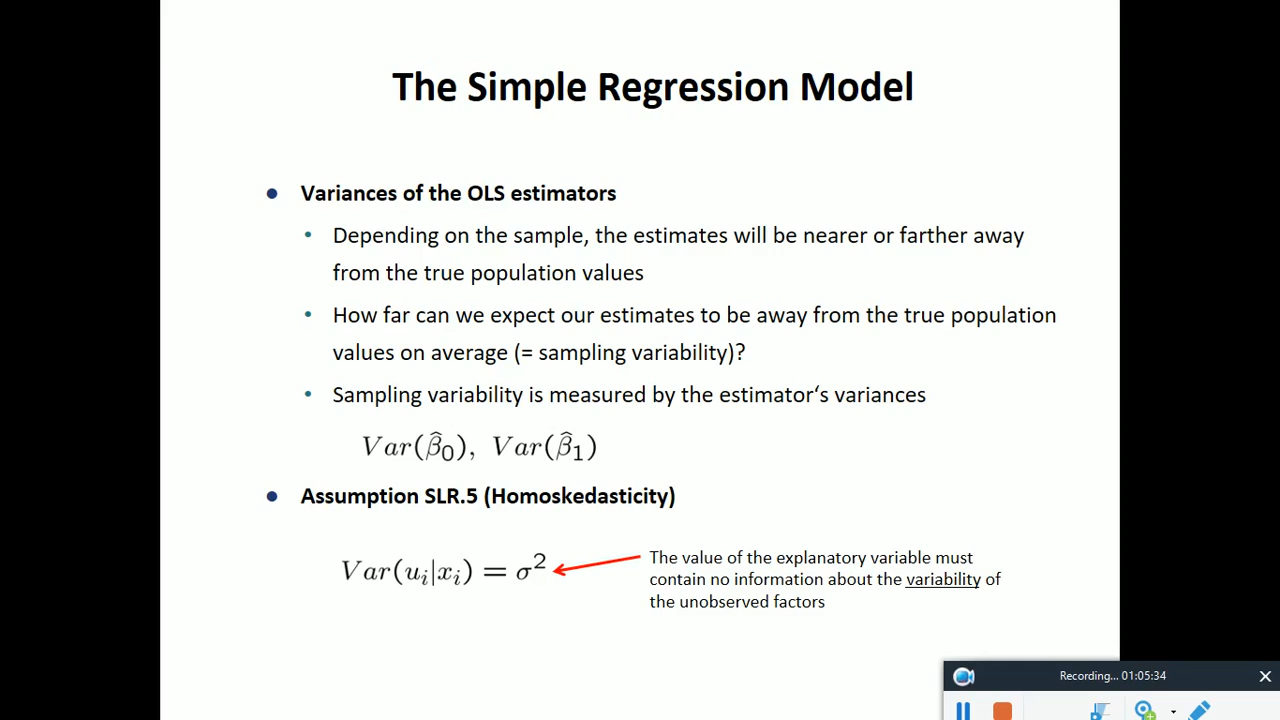 The Simple Regression Model
● Variances of the OLS estimators
• Depending on the sample, the estimates will be nearer or farther away
from the true population values
• How far can we expect our estimates to be away from the true population
values on average (= sampling variability)?
• Sampling variability is measured by the estimator‘s variances
Var(β̂₀), Var(β̂₁)
● Assumption SLR.5 (Homoskedasticity)
Var(uᵢ|xᵢ) = σ²
The value of the explanatory variable must
contain no information about the variability of
the unobserved factors
Recording... 01:05:34